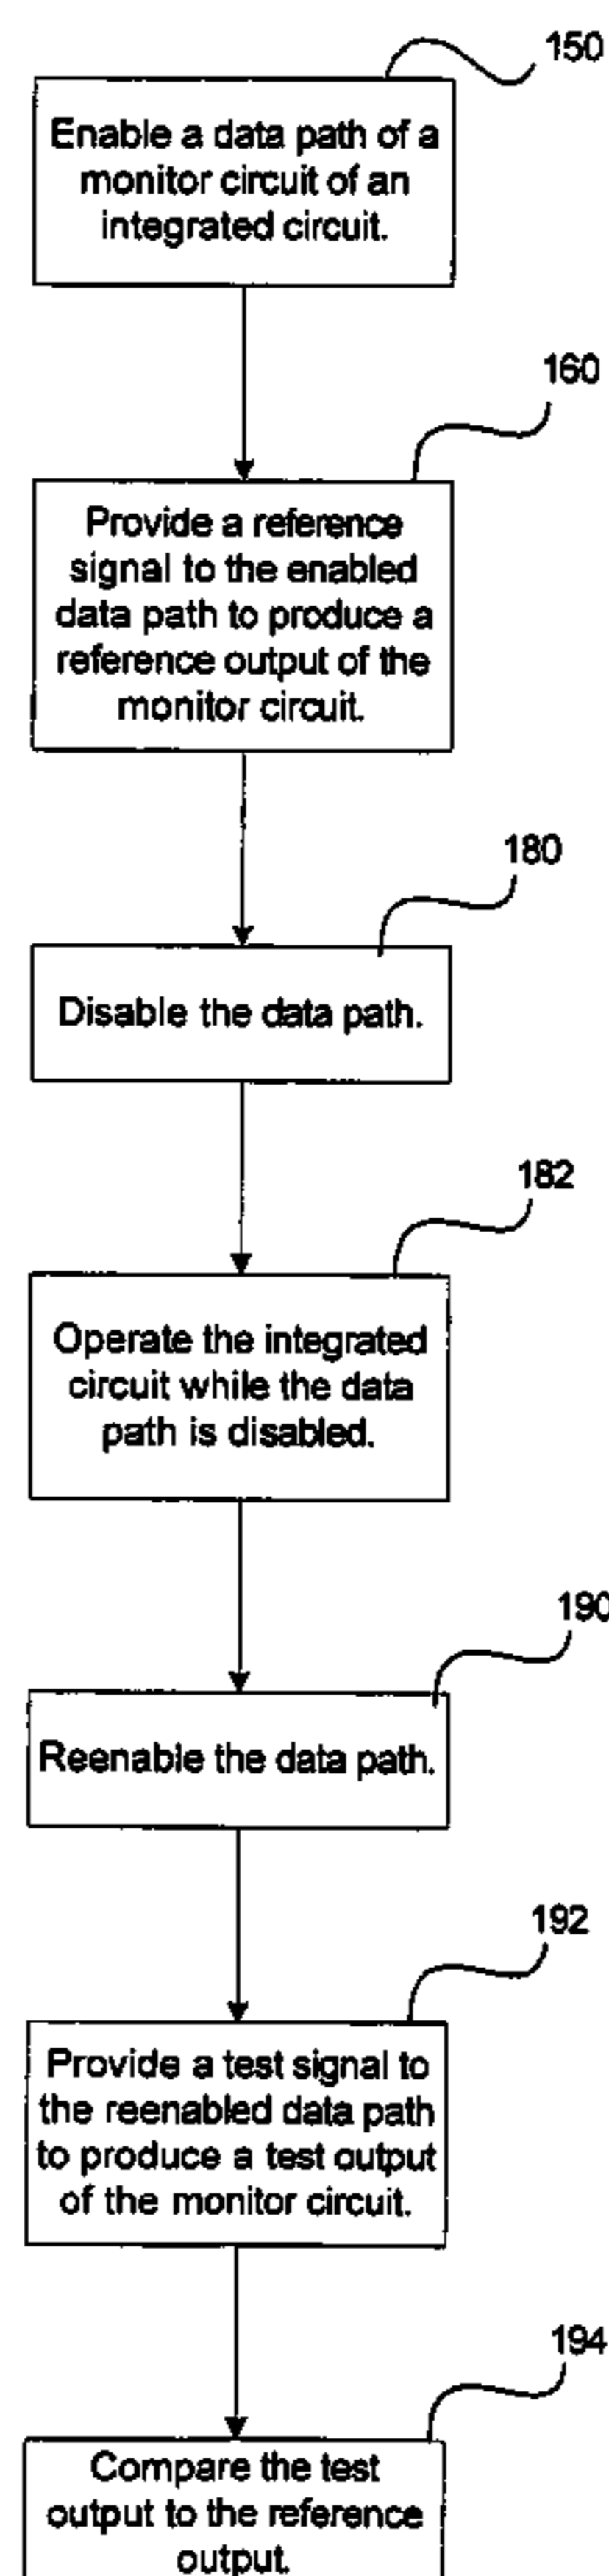 150
Enable a data path of a
monitor circuit of an
integrated circuit.
160
Provide a reference
signal to the enabled
data path to produce a
reference output of the
monitor circuit.
180
Disable the data path.
182
Operate the integrated
circuit while the data
path is disabled.
190
Reenable the data path.
192
Provide a test signal to
the reenabled data path
to produce a test output
of the monitor circuit.
194
Compare the test
output to the reference
output.